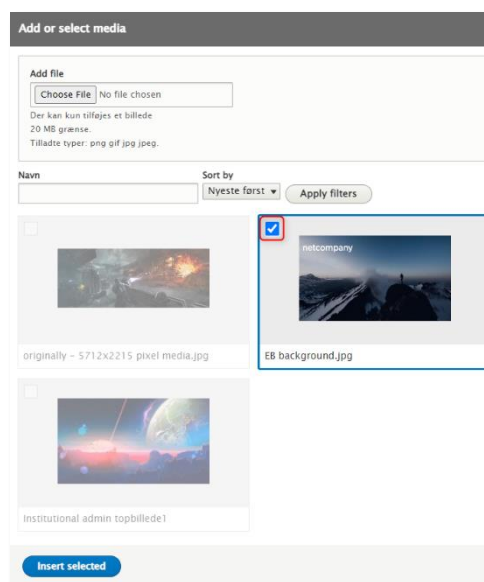 Add or select media
Add file
Choose File No file chosen
Der kan kun tilføjes et billede
20 MB grænse.
Tilladte typer: png gif jpg jpeg.
Navn
Sort by
Nyeste først
Apply filters
netcompany
originally - 5712x2215 pixel media.jpg
EB background.jpg
Institutional admin topbillede1
Insert selected